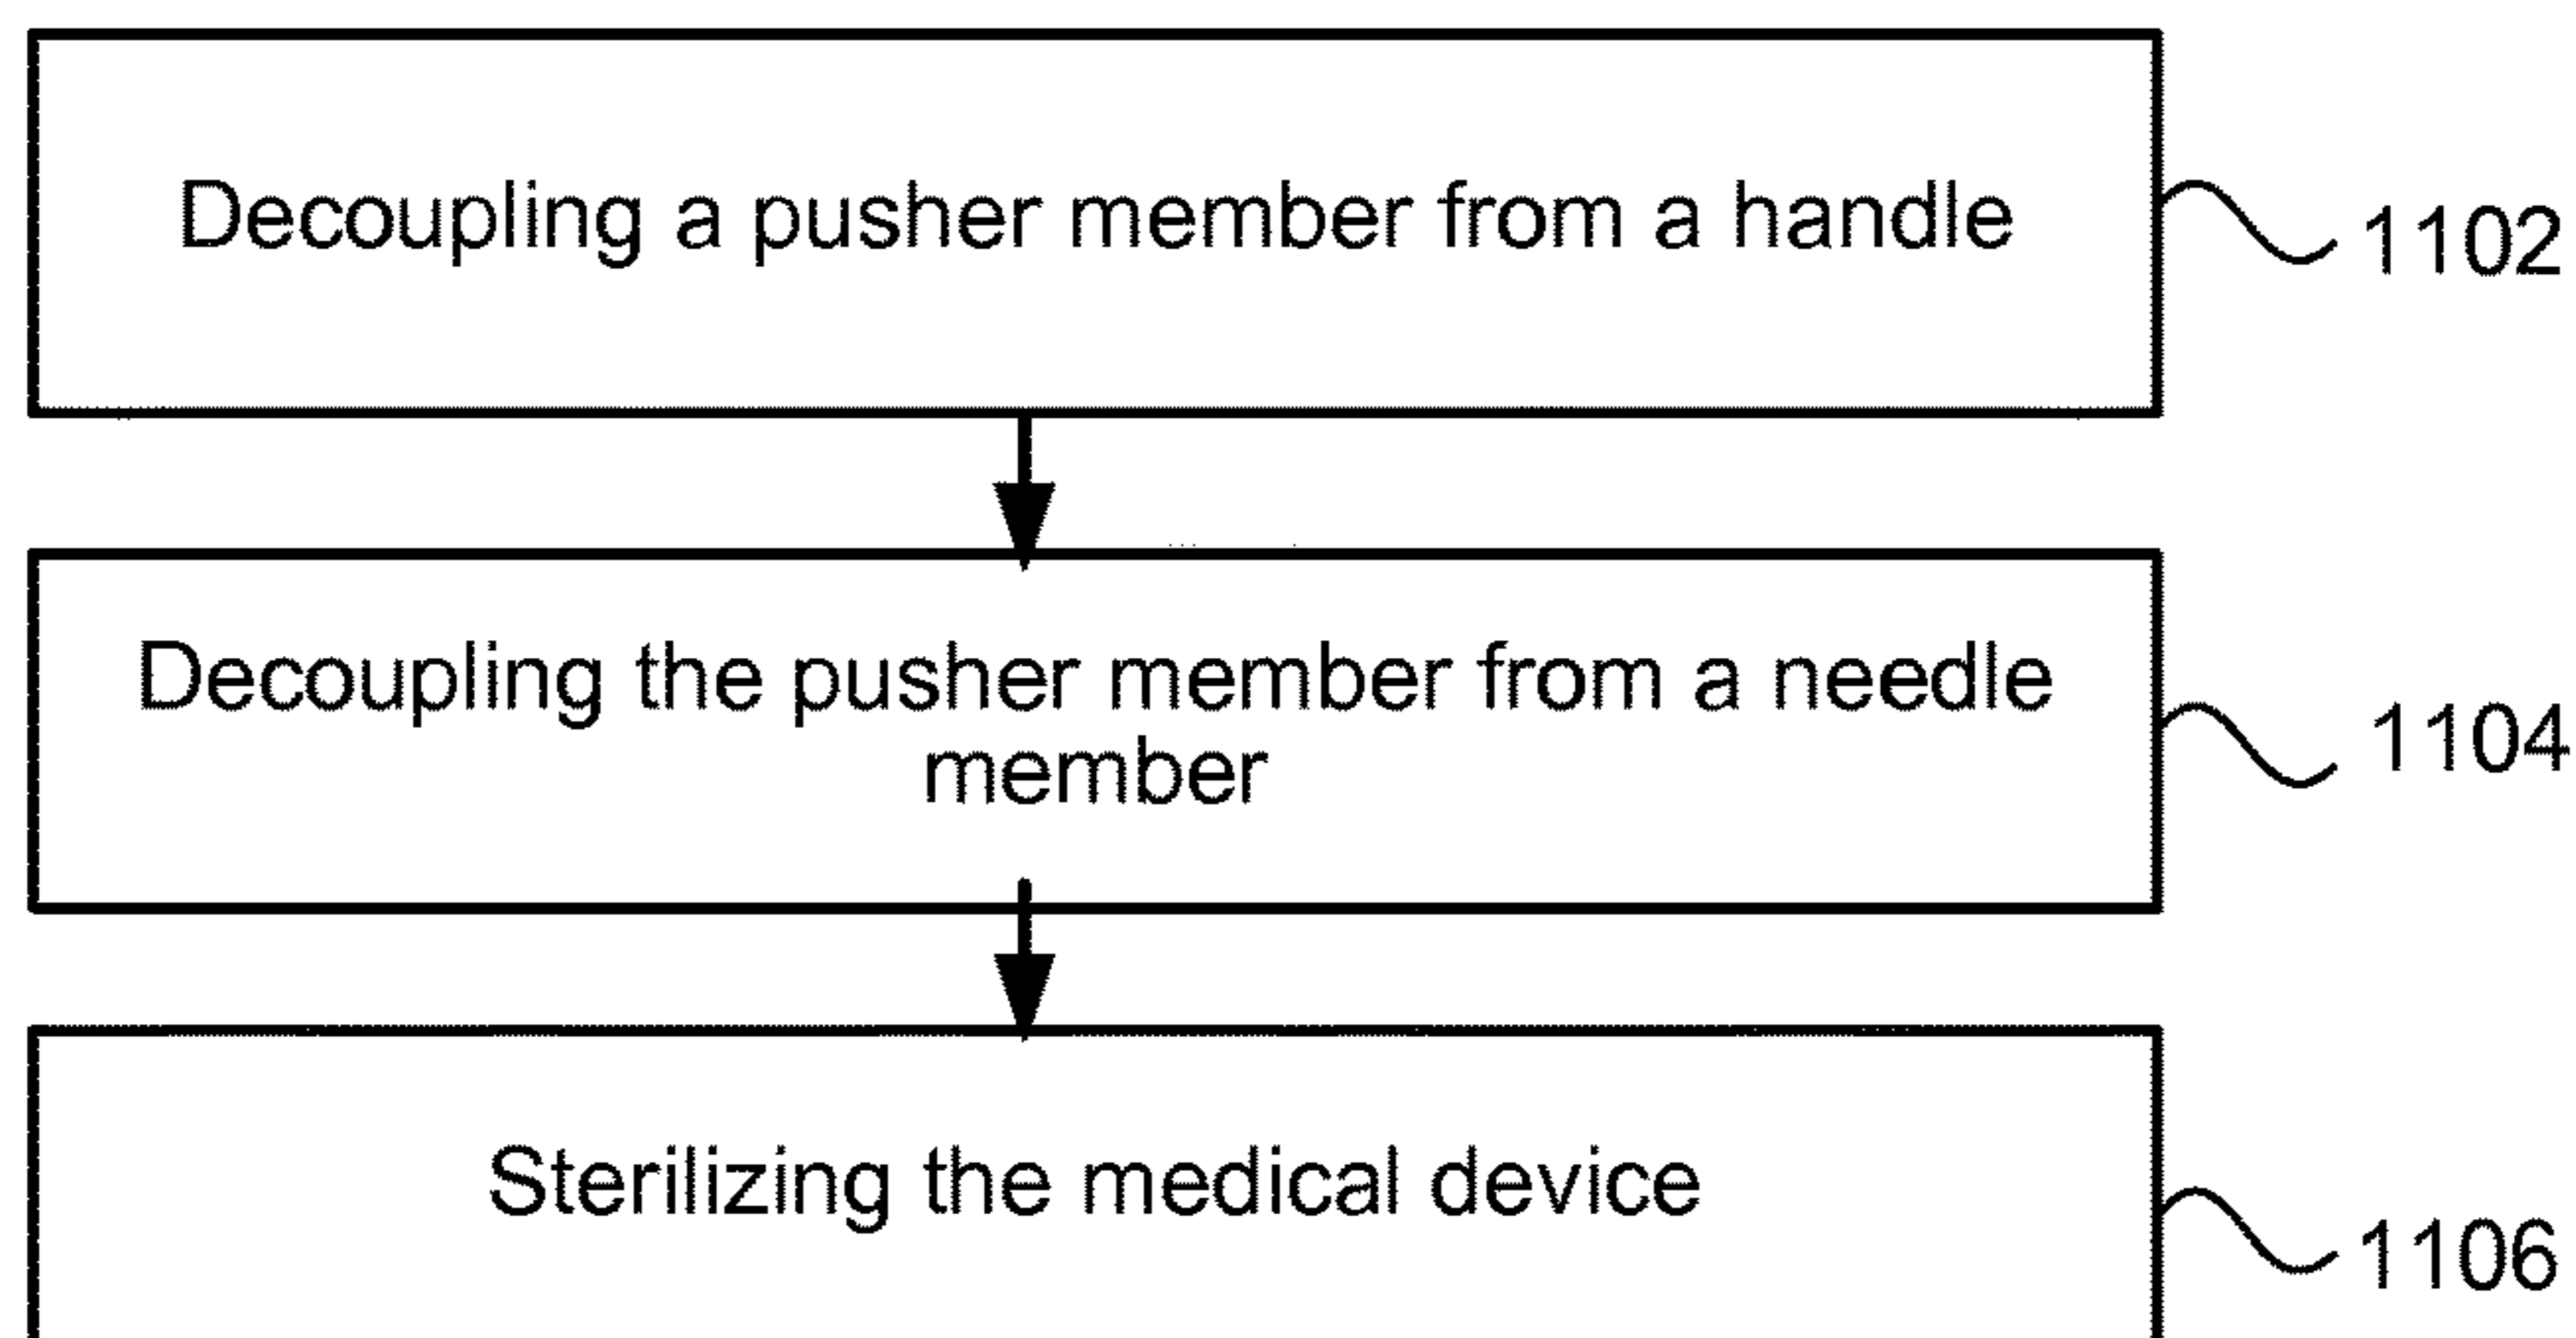 Decoupling a pusher member from a handle
1102
Decoupling the pusher member from a needle
member
1104
Sterilizing the medical device
1106